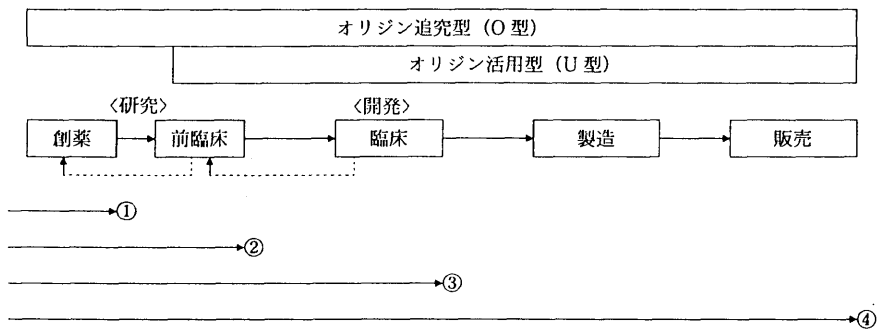 オリジン追究型（O型）
オリジン活用型（U型）
〈研究〉 〈開発〉
創薬 前臨床 臨床 製造 販売
①
②
③
④